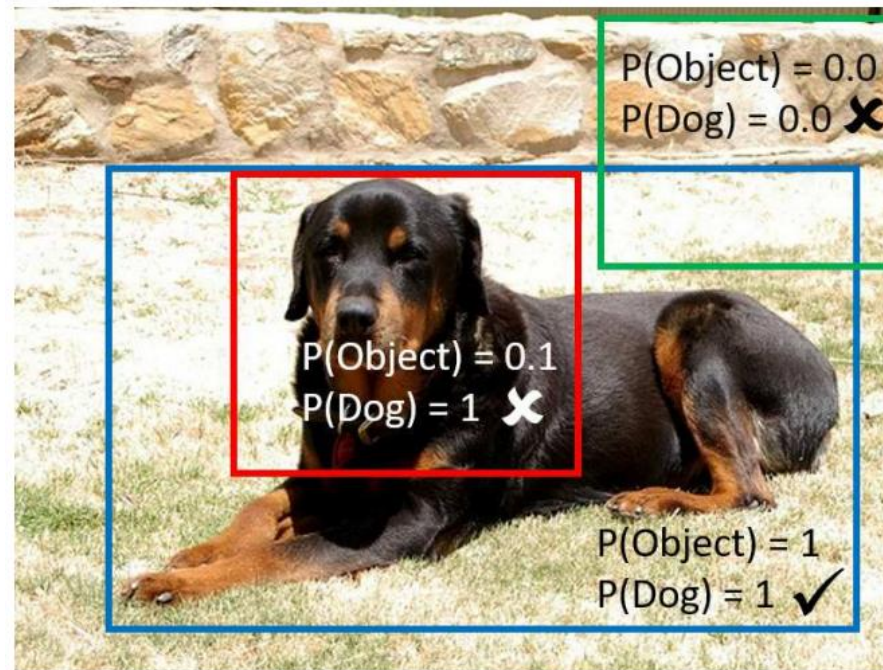 P(Object) = 0.0
P(Dog) = 0.0 ✖
P(Object) = 0.1
P(Dog) = 1 ✖
P(Object) = 1
P(Dog) = 1 ✓